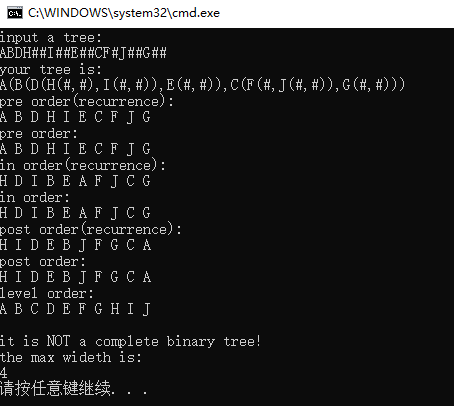 C:\WINDOWS\system32\cmd.exe
input a tree:
ABDH##I##E##CF#J##G##
your tree is:
A(B(D(H(#,#),I(#,#)),E(#,#)),C(F(#,J(#,#)),G(#,#)))
pre order(recurrence):
A B D H I E C F J G
pre order:
A B D H I E C F J G
in order(recurrence):
H D I B E A F J C G
in order:
H D I B E A F J C G
post order(recurrence):
H I D E B J F G C A
post order:
H I D E B J F G C A
level order:
A B C D E F G H I J
it is NOT a complete binary tree!
the max wideth is:
4
请按任意键继续. . .